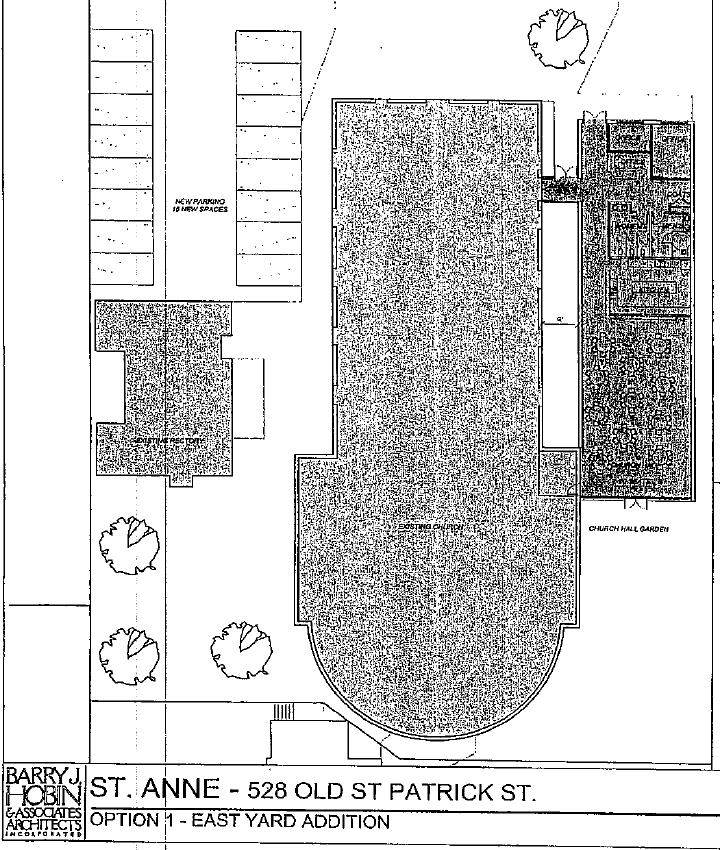 NEW PARKING
16 NEW SPACES
EXISTING RECTORY
EXISTING CHURCH
CHURCH HALL GARDEN
BARRY J.
HOBIN
& ASSOCIATES
ARCHITECTS
INCORPORATED
ST. ANNE - 528 OLD ST PATRICK ST.
OPTION 1 - EAST YARD ADDITION